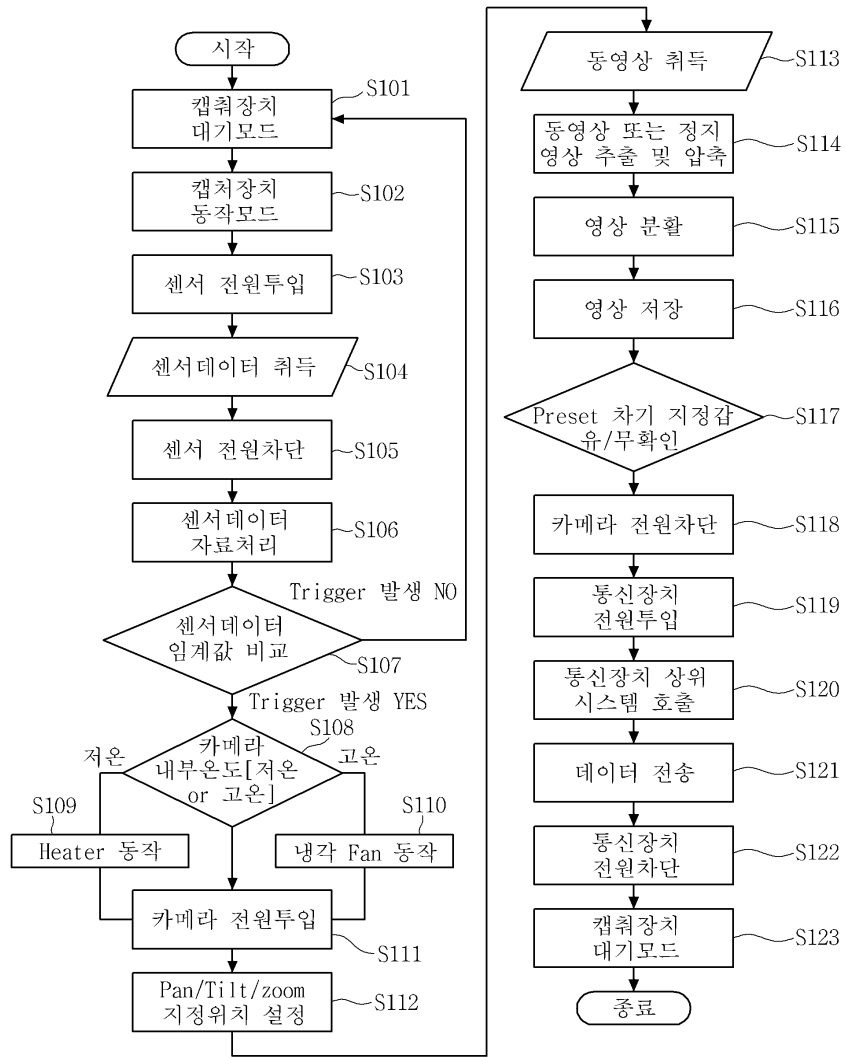 시작
캡춰장치
대기모드
S101
캡처장치
동작모드
S102
센서 전원투입
S103
센서데이터 취득
S104
센서 전원차단
S105
센서데이터
자료처리
S106
Trigger 발생 NO
센서데이터
임계값 비교
S107
Trigger 발생 YES
S108
카메라
내부온도[저온
or 고온]
저온
고온
S109
Heater 동작
S110
냉각 Fan 동작
카메라 전원투입
S111
Pan/Tilt/zoom
지정위치 설정
S112
동영상 취득
S113
동영상 또는 정지
영상 추출 및 압축
S114
영상 분활
S115
영상 저장
S116
Preset 차기 지정갑
유/무확인
S117
카메라 전원차단
S118
통신장치
전원투입
S119
통신장치 상위
시스템 호출
S120
데이터 전송
S121
통신장치
전원차단
S122
캡춰장치
대기모드
S123
종료